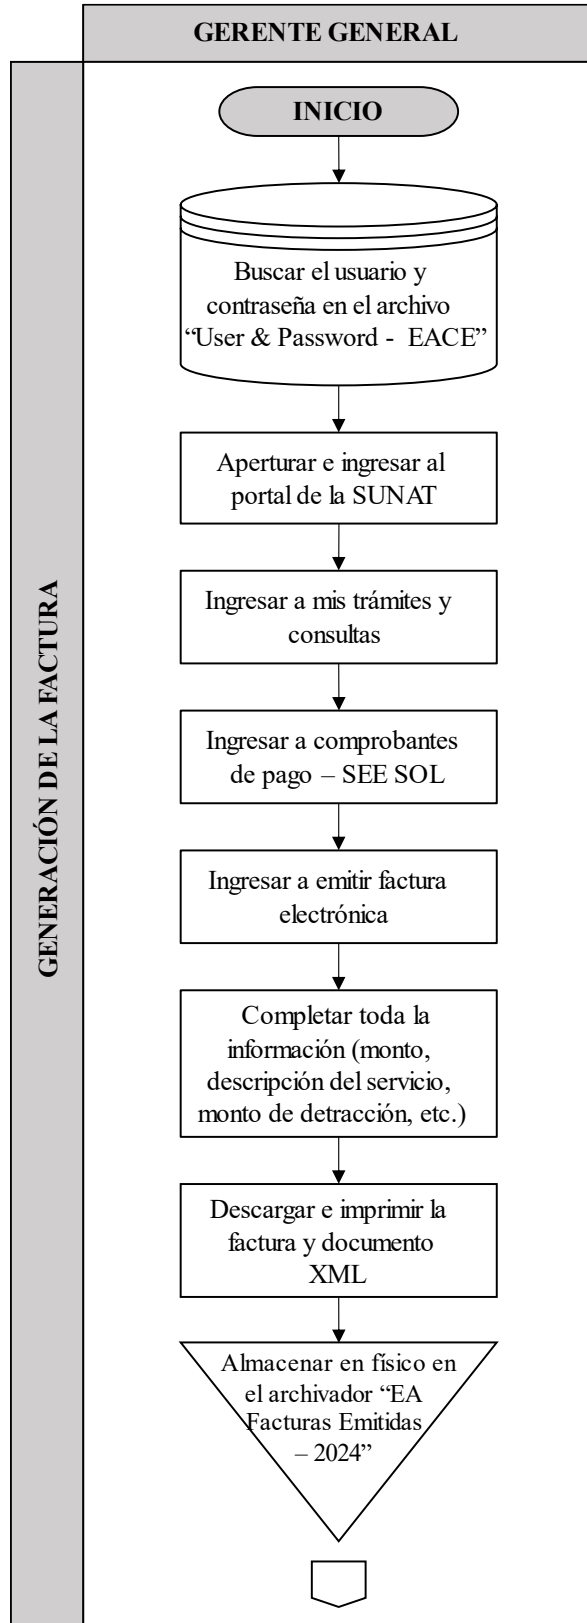 GERENTE GENERAL
GENERACIÓN DE LA FACTURA
INICIO
Buscar el usuario y
contraseña en el archivo
“User & Password - EACE”
Aperturar e ingresar al
portal de la SUNAT
Ingresar a mis trámites y
consultas
Ingresar a comprobantes
de pago – SEE SOL
Ingresar a emitir factura
electrónica
Completar toda la
información (monto,
descripción del servicio,
monto de detracción, etc.)
Descargar e imprimir la
factura y documento
XML
Almacenar en físico en
el archivador “EA
Facturas Emitidas
– 2024”